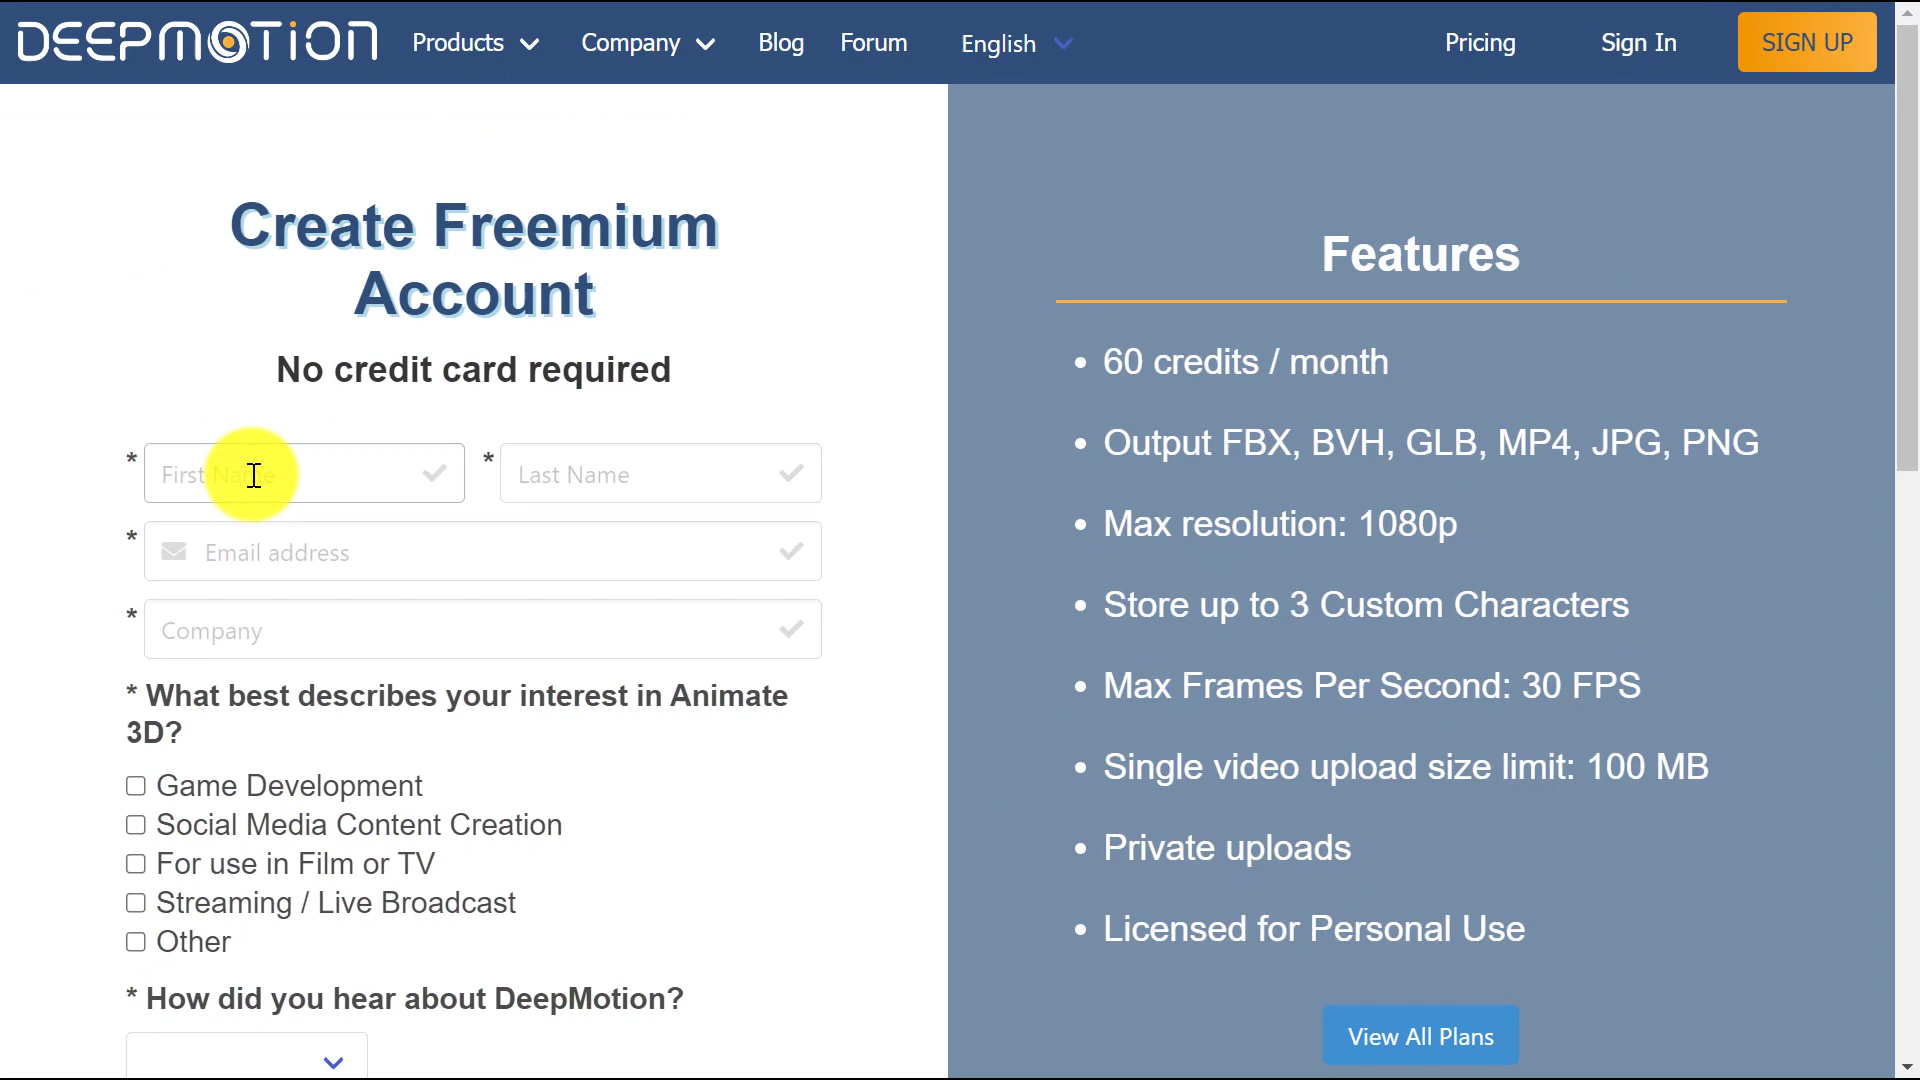 DEEPMOTION Products Company Blog Forum English Pricing Sign In SIGN UP
Create Freemium
Account
No credit card required
* First Name * Last Name
* Email address
* Company
* What best describes your interest in Animate
3D?
Game Development
Social Media Content Creation
For use in Film or TV
Streaming / Live Broadcast
Other
* How did you hear about DeepMotion?
Features
• 60 credits / month
• Output FBX, BVH, GLB, MP4, JPG, PNG
• Max resolution: 1080p
• Store up to 3 Custom Characters
• Max Frames Per Second: 30 FPS
• Single video upload size limit: 100 MB
• Private uploads
• Licensed for Personal Use
View All Plans